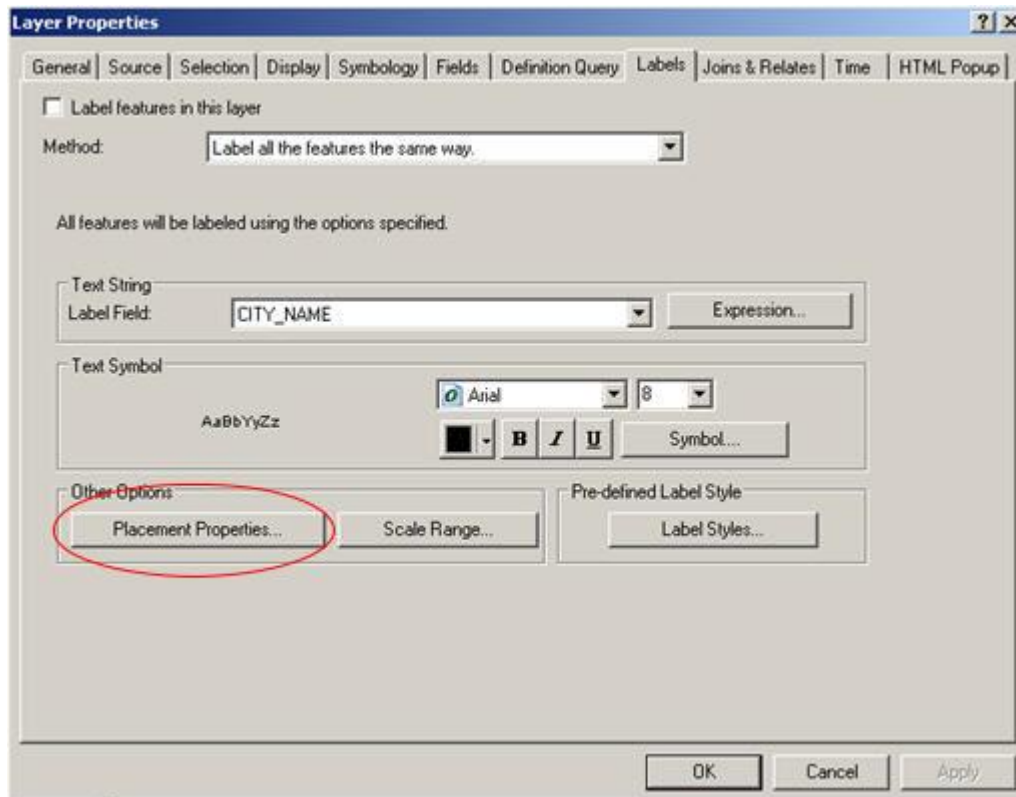 Layer Properties
General Source Selection Display Symbology Fields Definition Query Labels Joins & Relates Time HTML Popup
Label features in this layer
Method: Label all the features the same way.
All features will be labeled using the options specified.
Text String
Label Field: CITY_NAME Expression...
Text Symbol
AaBbYyZz
Arial 8
B I U Symbol...
Other Options
Placement Properties... Scale Range...
Pre-defined Label Style
Label Styles...
OK Cancel Apply